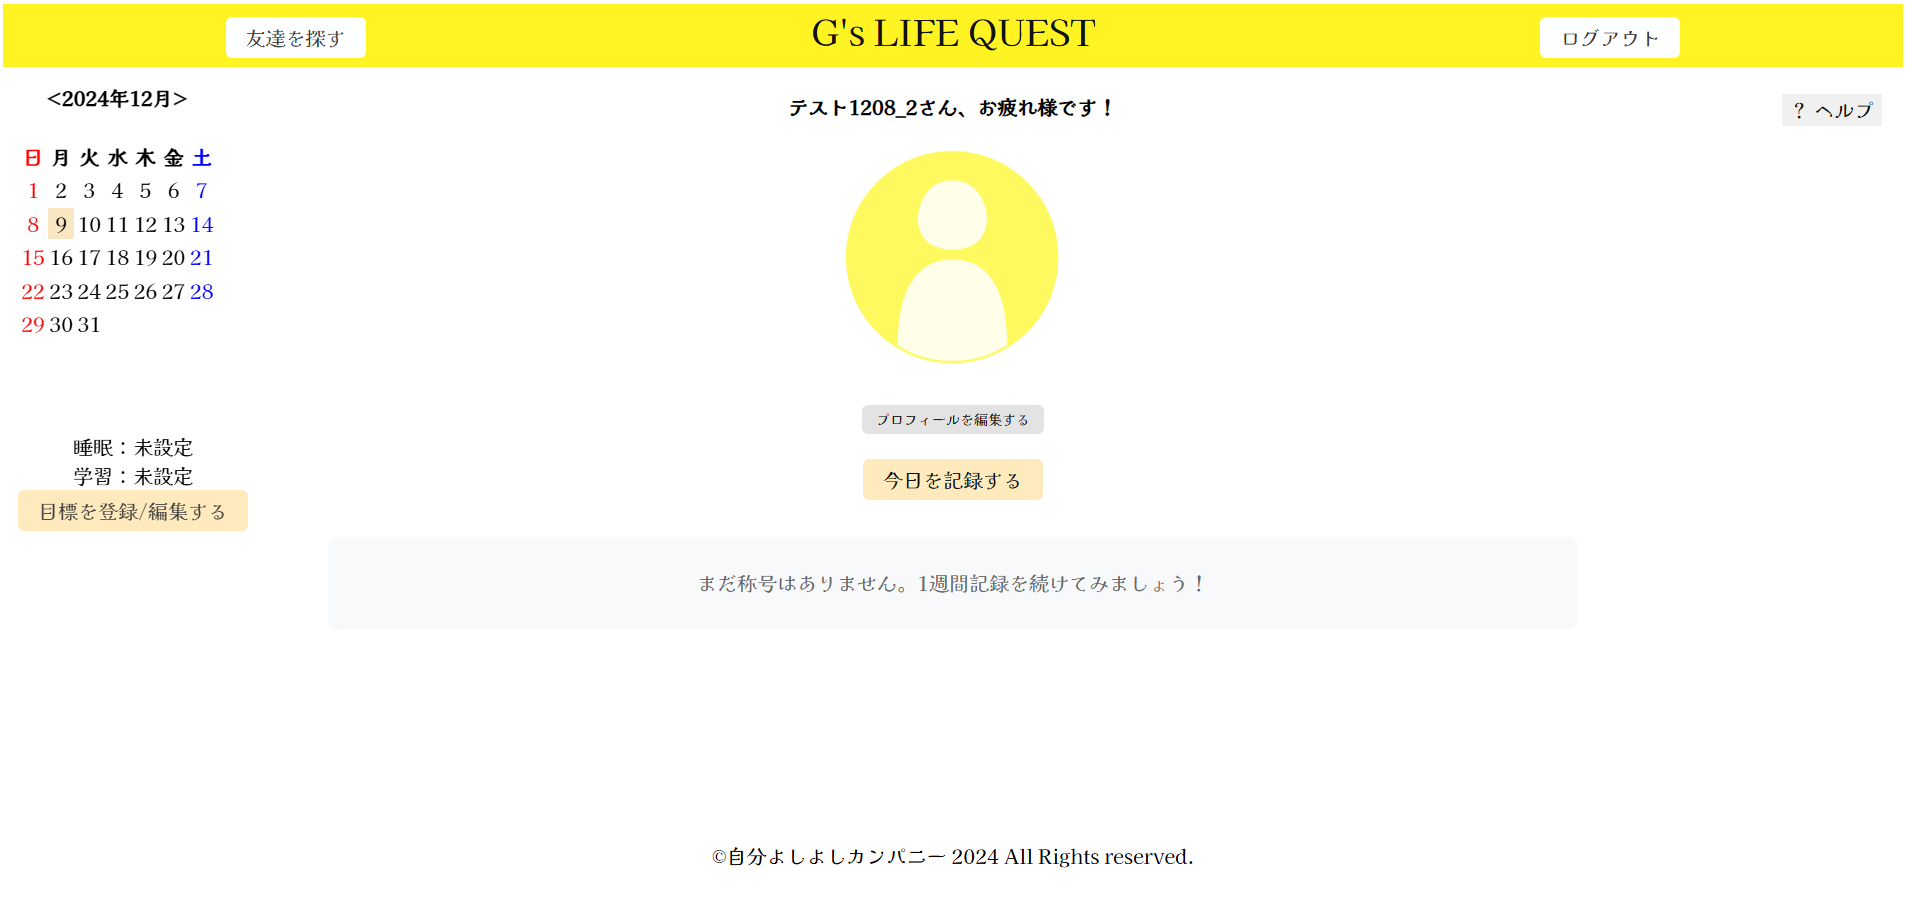 友達を探す
G's LIFE QUEST
ログアウト
<2024年12月>
テスト1208_2さん、お疲れ様です！
？ ヘルプ
日 月 火 水 木 金 土
1 2 3 4 5 6 7
8 9 10 11 12 13 14
15 16 17 18 19 20 21
22 23 24 25 26 27 28
29 30 31
プロフィールを編集する
睡眠：未設定
学習：未設定
今日を記録する
目標を登録/編集する
まだ称号はありません。1週間記録を続けてみましょう！
©自分よしよしカンパニー 2024 All Rights reserved.